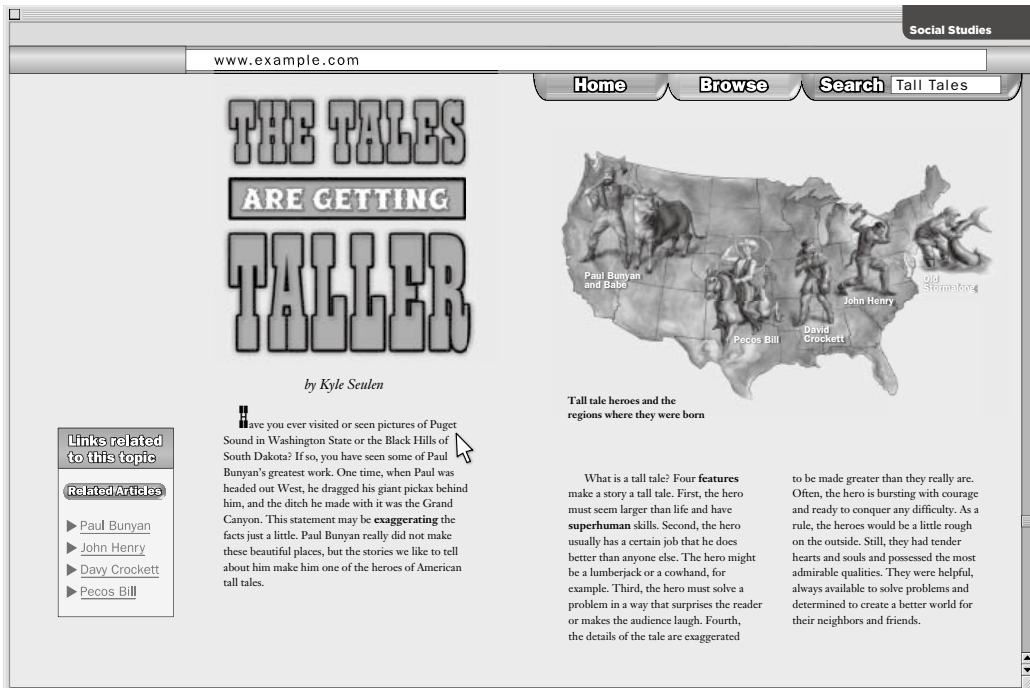 Social Studies
www.example.com
Home
Browse
Search
Tall Tales
THE TALES
ARE GETTING
TALLER
by Kyle Seulen
Have you ever visited or seen pictures of Puget
Sound in Washington State or the Black Hills of
South Dakota? If so, you have seen some of Paul
Bunyan's greatest work. One time, when Paul was
headed out West, he dragged his giant pickax behind
him, and the ditch he made with it was the Grand
Canyon. This statement may be exaggerating the
facts just a little. Paul Bunyan really did not make
these beautiful places, but the stories we like to tell
about him make him one of the heroes of American
tall tales.
Links related
to this topic
Related Articles
Paul Bunyan
John Henry
Davy Crockett
Pecos Bill
Paul Bunyan
and Babe
Pecos Bill
David
Crockett
John Henry
Old
Stormalong
Tall tale heroes and the
regions where they were born
What is a tall tale? Four features
make a story a tall tale. First, the hero
must seem larger than life and have
superhuman skills. Second, the hero
usually has a certain job that he does
better than anyone else. The hero might
be a lumberjack or a cowhand, for
example. Third, the hero must solve a
problem in a way that surprises the reader
or makes the audience laugh. Fourth,
the details of the tale are exaggerated
to be made greater than they really are.
Often, the hero is bursting with courage
and ready to conquer any difficulty. As a
rule, the heroes would be a little rough
on the outside. Still, they had tender
hearts and souls and possessed the most
admirable qualities. They were helpful,
always available to solve problems and
determined to create a better world for
their neighbors and friends.